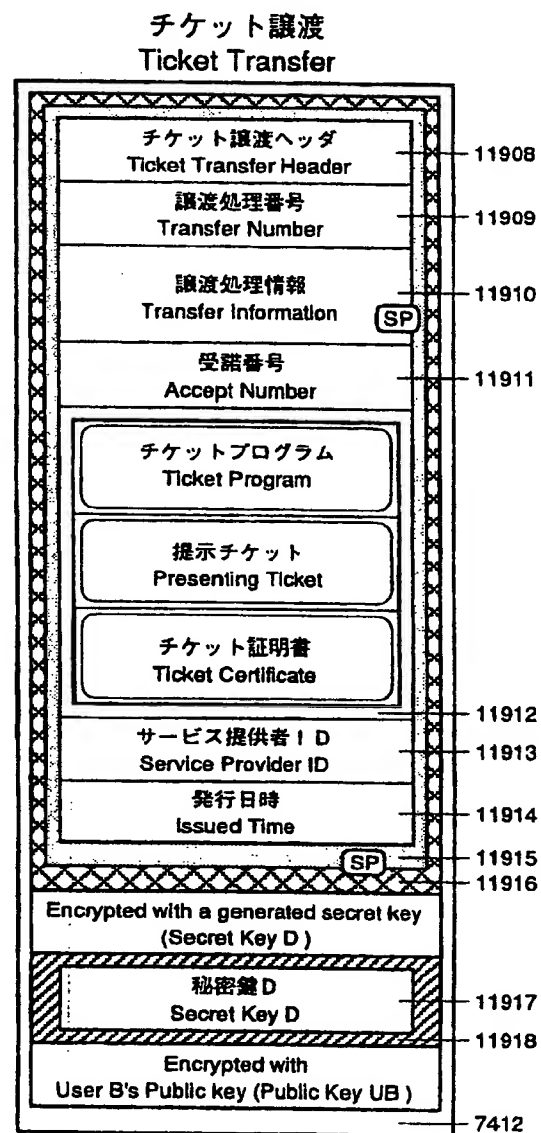 チケット譲渡
Ticket Transfer
チケット譲渡ヘッダ
Ticket Transfer Header
11908
譲渡処理番号
Transfer Number
11909
譲渡処理情報
Transfer Information
SP
11910
受諾番号
Accept Number
11911
チケットプログラム
Ticket Program
提示チケット
Presenting Ticket
チケット証明書
Ticket Certificate
11912
サービス提供者ID
Service Provider ID
11913
発行日時
Issued Time
11914
SP
11915
11916
Encrypted with a generated secret key
(Secret Key D )
秘密鍵D
Secret Key D
11917
11918
Encrypted with
User B's Public key (Public Key UB )
7412